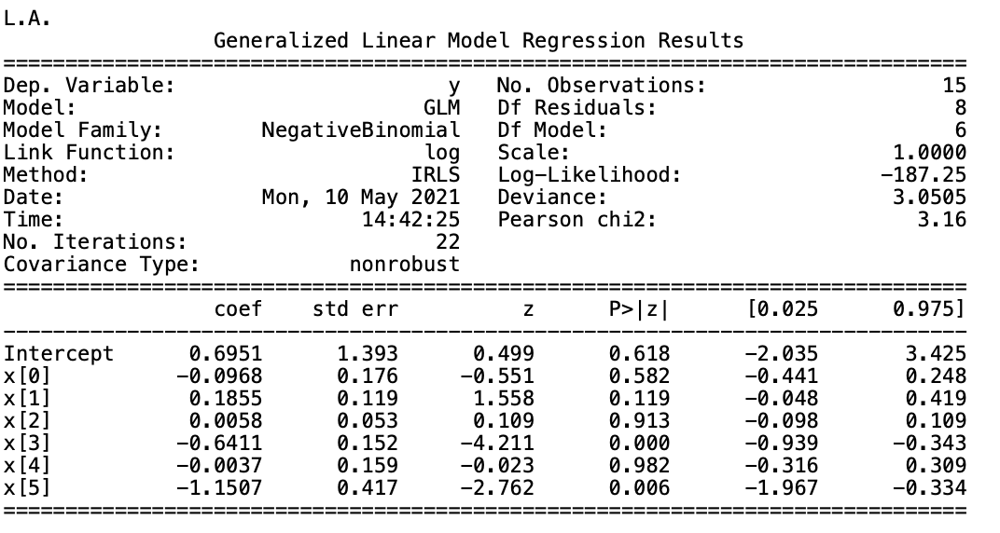 L.A.
Generalized Linear Model Regression Results
==============================================================================
Dep. Variable: y No. Observations: 15
Model: GLM Df Residuals: 8
Model Family: NegativeBinomial Df Model: 6
Link Function: log Scale: 1.0000
Method: IRLS Log-Likelihood: -187.25
Date: Mon, 10 May 2021 Deviance: 3.0505
Time: 14:42:25 Pearson chi2: 3.16
No. Iterations: 22
Covariance Type: nonrobust
==============================================================================
coef std err z P>|z| [0.025 0.975]
------------------------------------------------------------------------------
Intercept 0.6951 1.393 0.499 0.618 -2.035 3.425
x[0] -0.0968 0.176 -0.551 0.582 -0.441 0.248
x[1] 0.1855 0.119 1.558 0.119 -0.048 0.419
x[2] 0.0058 0.053 0.109 0.913 -0.098 0.109
x[3] -0.6411 0.152 -4.211 0.000 -0.939 -0.343
x[4] -0.0037 0.159 -0.023 0.982 -0.316 0.309
x[5] -1.1507 0.417 -2.762 0.006 -1.967 -0.334
==============================================================================